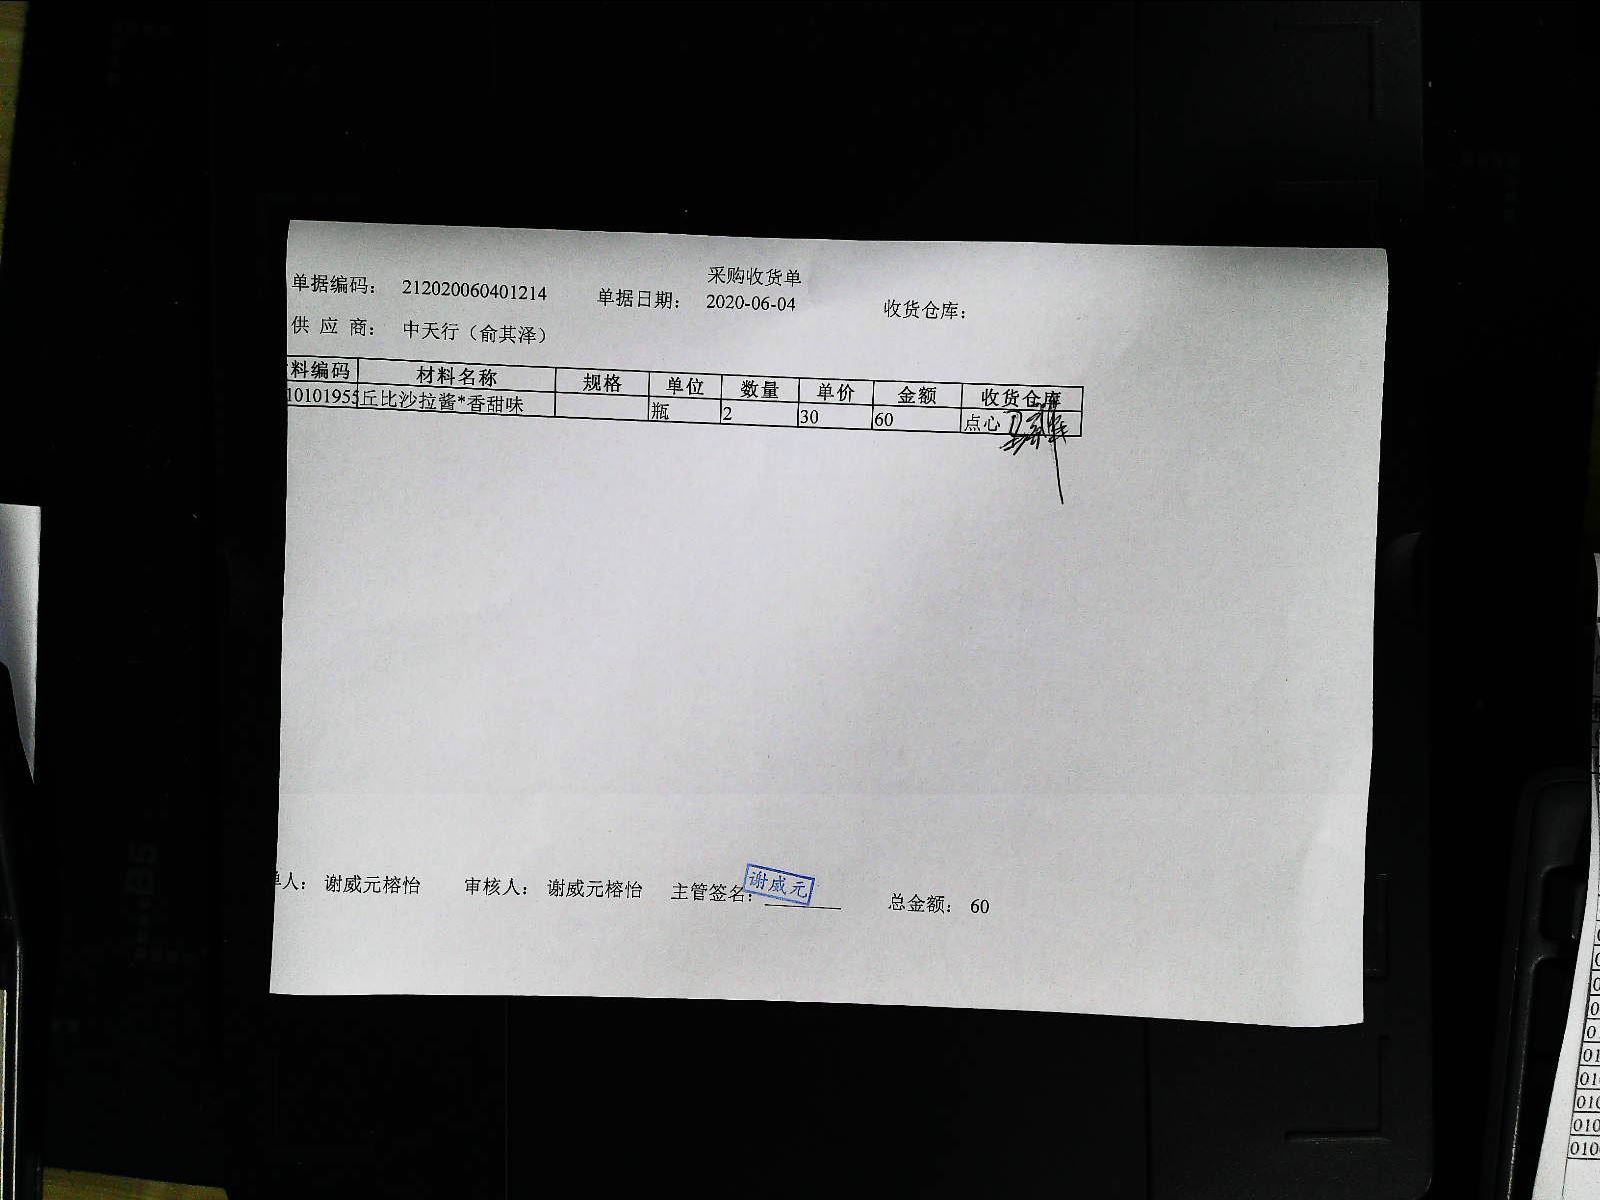 采购收货单
单据编码： 212020060401214 单据日期： 2020-06-04 收货仓库：
供 应 商： 中天行（俞其泽）
料编码 材料名称 规格 单位 数量 单价 金额 收货仓库
10101955 丘比沙拉酱*香甜味 瓶 2 30 60 点心
单人： 谢威元榕怡 审核人： 谢威元榕怡 主管签名： 谢威元 总金额： 60